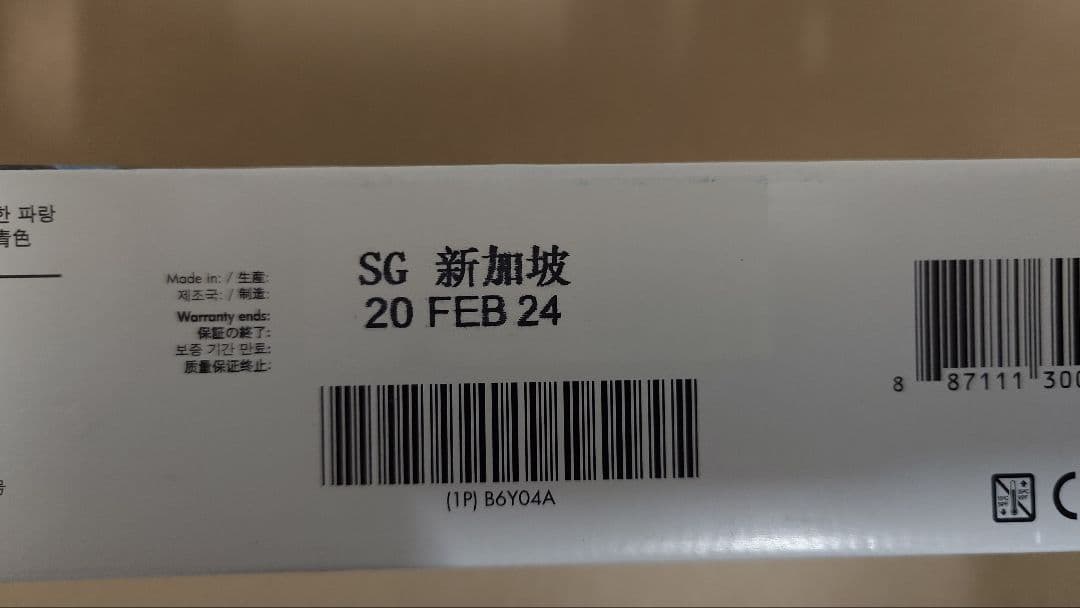 한 파랑
青色
Made in: / 生産:
제조국: / 制造:
Warranty ends:
保証の終了:
보증 기간 만료:
质量保证终止:
SG 新加坡
20 FEB 24
(1P) B6Y04A
8 87111 300
号